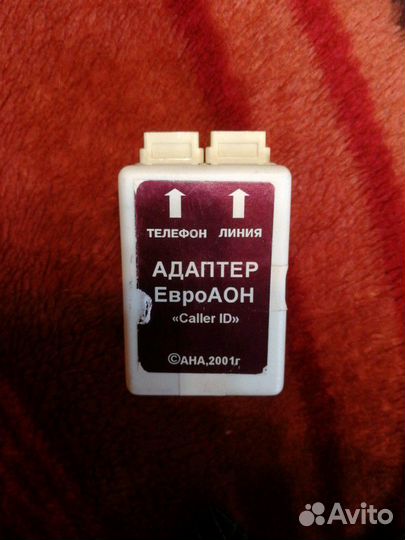 ТЕЛЕФОН ЛИНИЯ
АДАПТЕР
ЕвроАОН
«Caller ID»
©АНА,2001г
Avito